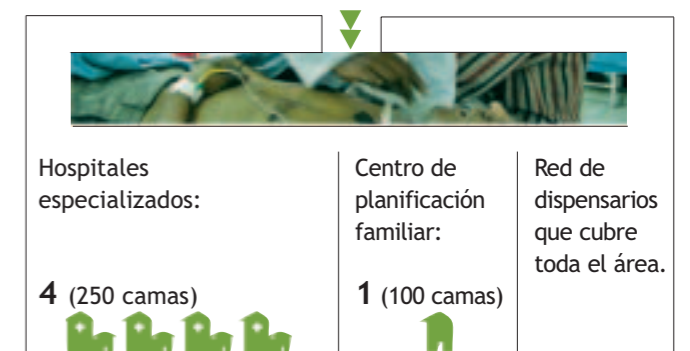 Hospitales
especializados:
4 (250 camas)
Centro de
planificación
familiar:
1 (100 camas)
Red de
dispensarios
que cubre
toda el área.